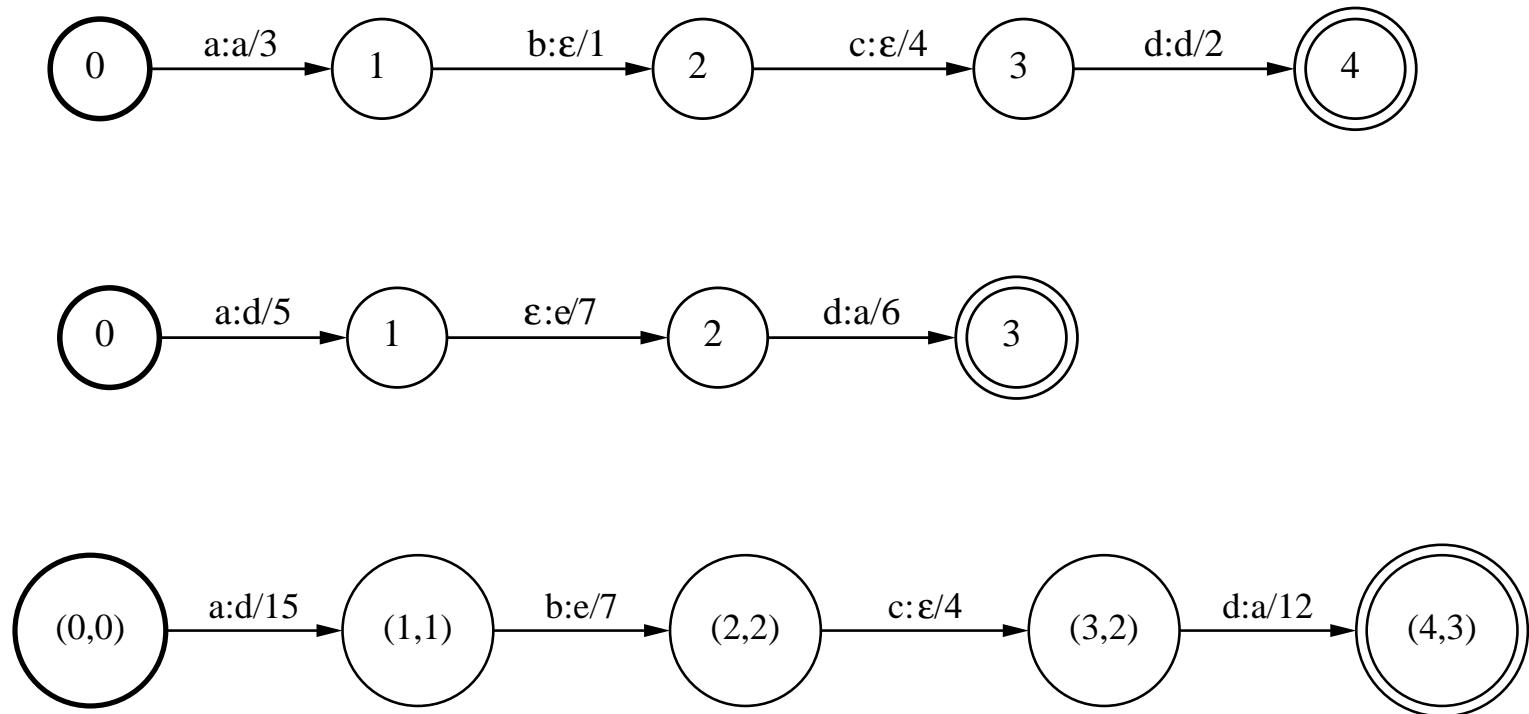 0 a:a/3 1 b:ε/1 2 c:ε/4 3 d:d/2 4
0 a:d/5 1 ε:e/7 2 d:a/6 3
(0,0) a:d/15 (1,1) b:e/7 (2,2) c:ε/4 (3,2) d:a/12 (4,3)